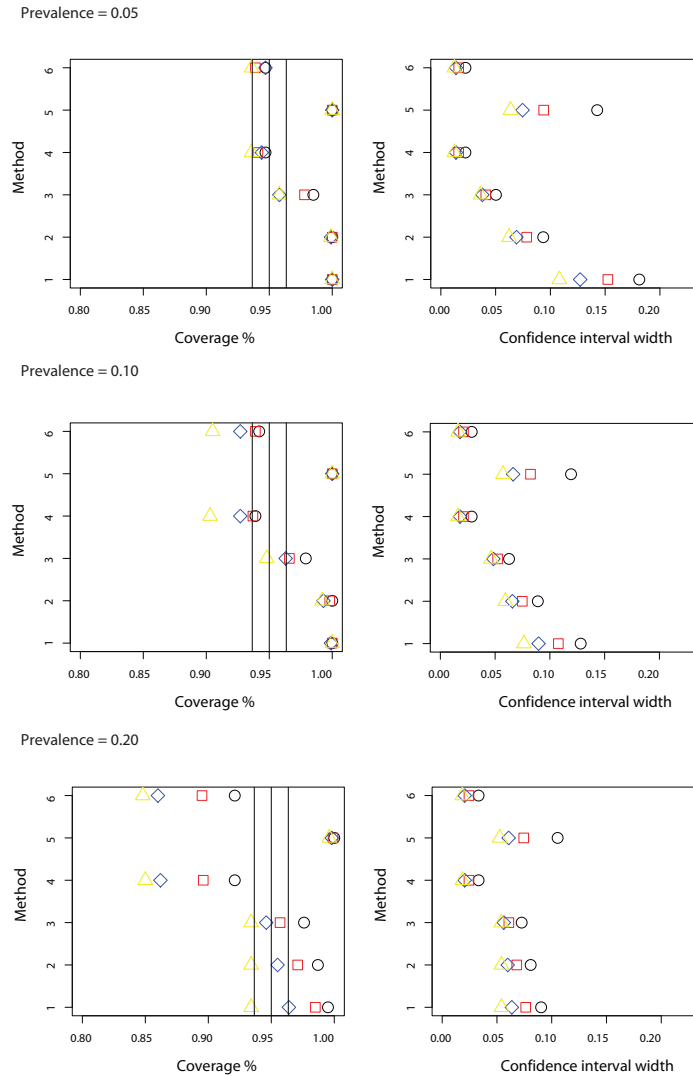 Prevalence = 0.05
Method
6
5
4
3
2
1
0.80 0.85 0.90 0.95 1.00
Coverage %
Method
6
5
4
3
2
1
0.00 0.05 0.10 0.15 0.20
Confidence interval width
Prevalence = 0.10
Method
6
5
4
3
2
1
0.80 0.85 0.90 0.95 1.00
Coverage %
Method
6
5
4
3
2
1
0.00 0.05 0.10 0.15 0.20
Confidence interval width
Prevalence = 0.20
Method
6
5
4
3
2
1
0.80 0.85 0.90 0.95 1.00
Coverage %
Method
6
5
4
3
2
1
0.00 0.05 0.10 0.15 0.20
Confidence interval width